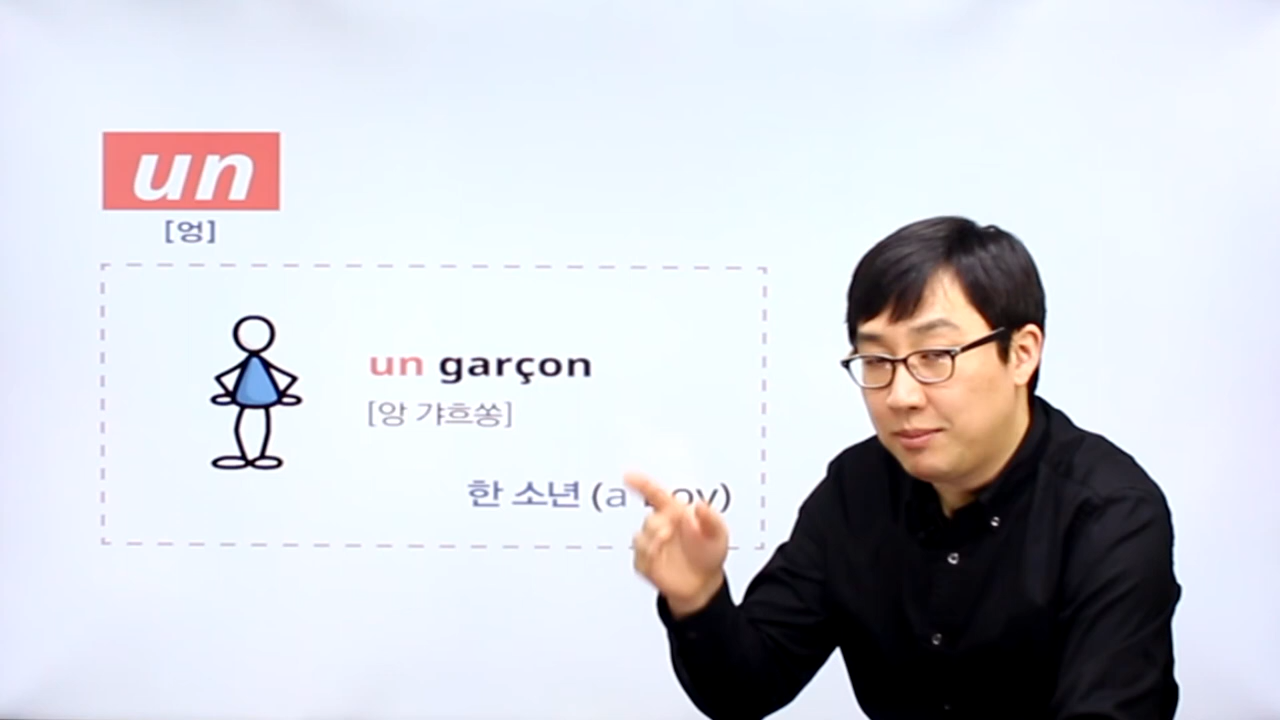 un
[엉]
un garçon
[앙 갸흐쏭]
한 소년 (a